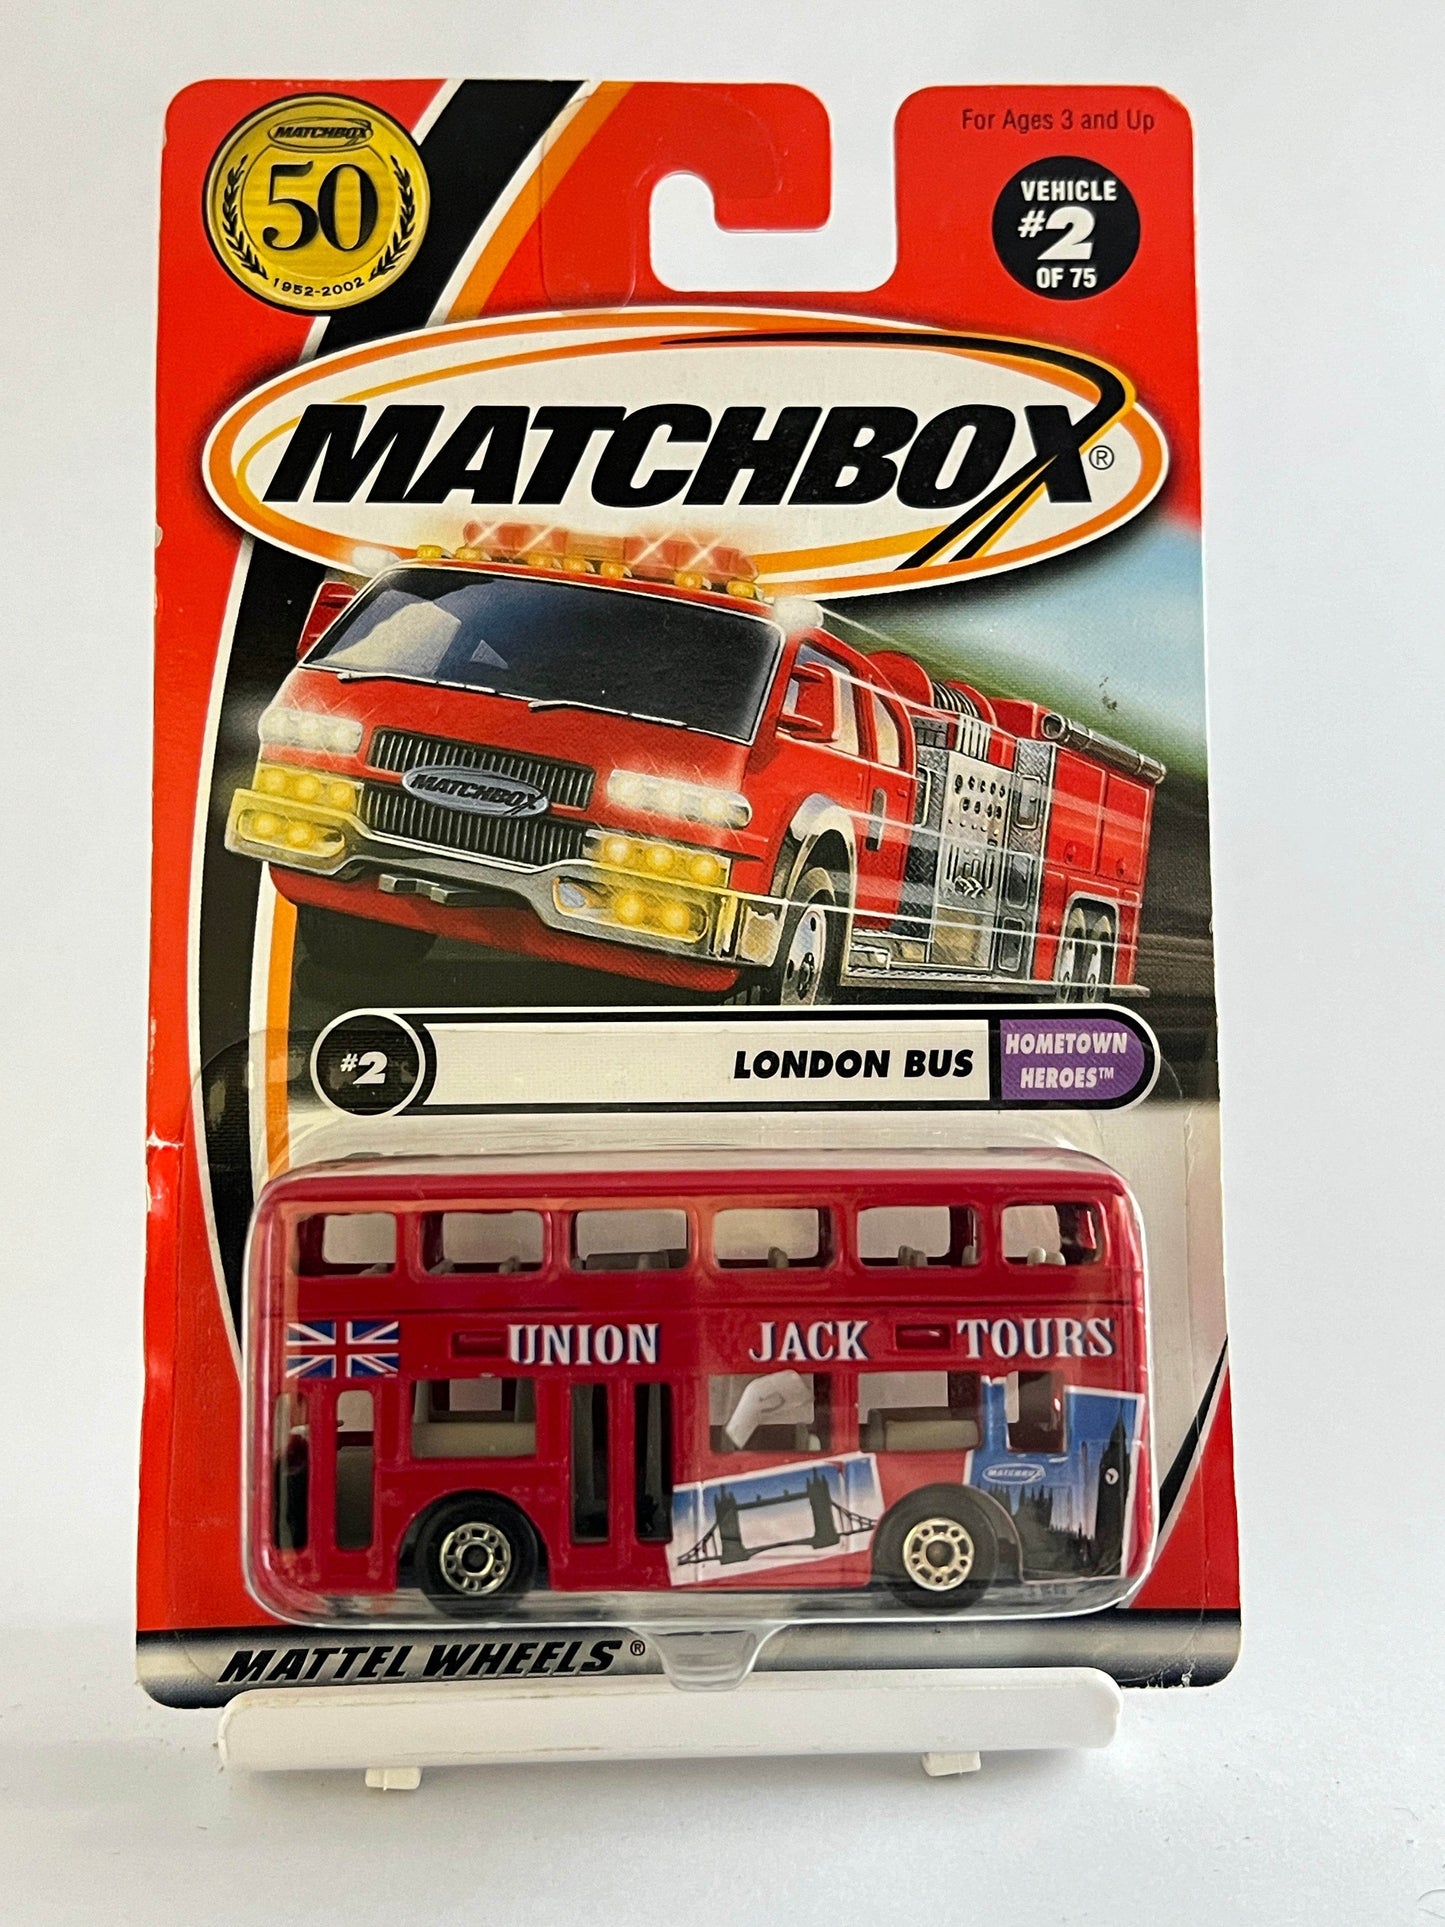 MATCHBOX
50
1952-2002
For Ages 3 and Up
VEHICLE
#2
OF 75
MATCHBOX®
MATCHBOX
#2
LONDON BUS
HOMETOWN
HEROES™
UNION JACK TOURS
MATCHBOX
MATTEL WHEELS®